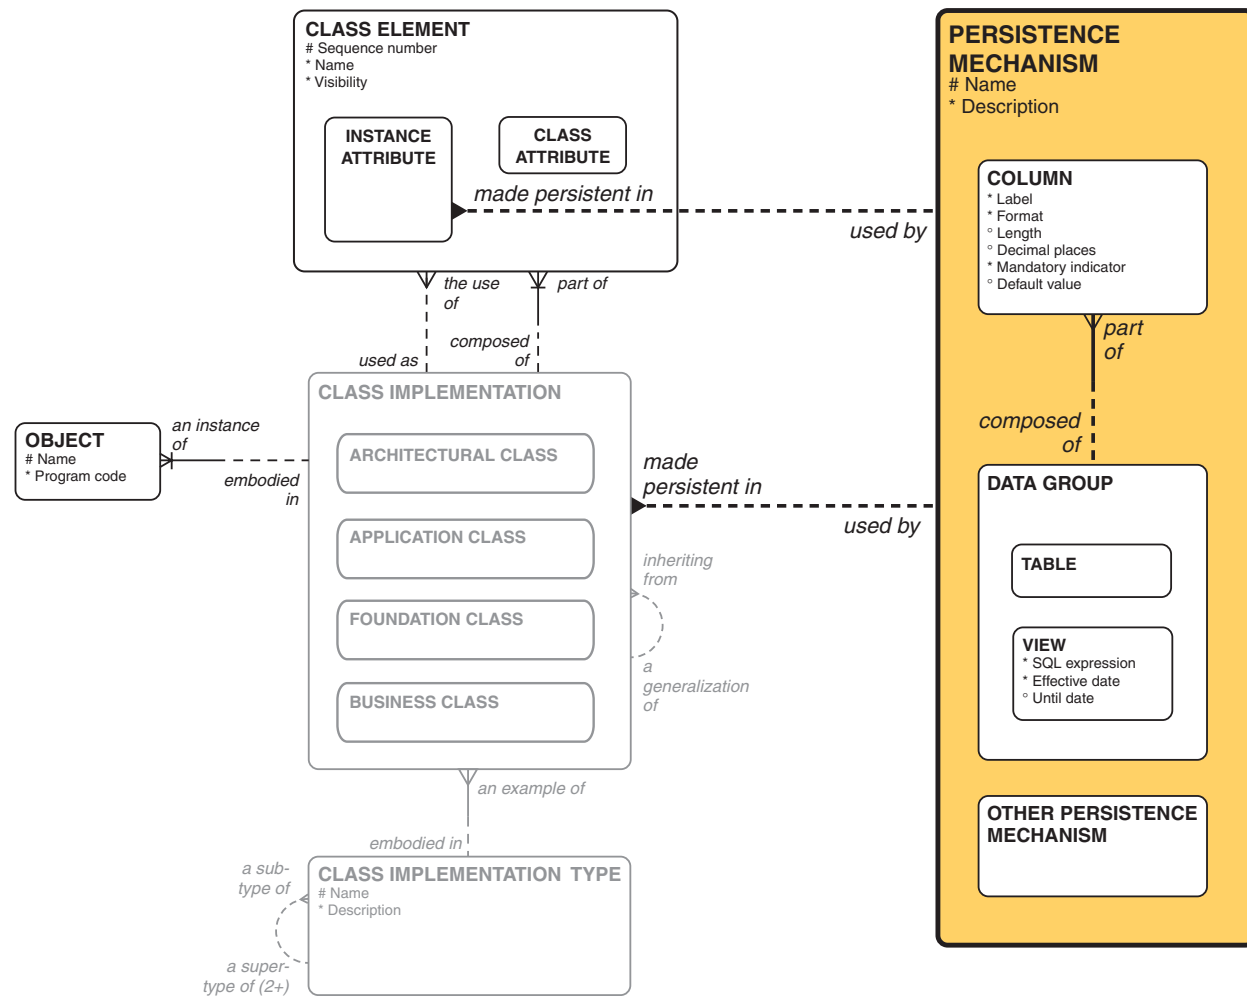 CLASS ELEMENT
# Sequence number
* Name
* Visibility
INSTANCE
ATTRIBUTE
CLASS
ATTRIBUTE
made persistent in
used by
the use
of
part of
used as
composed
of
PERSISTENCE
MECHANISM
# Name
* Description
COLUMN
* Label
* Format
° Length
° Decimal places
* Mandatory indicator
° Default value
part
of
composed
of
DATA GROUP
TABLE
VIEW
* SQL expression
* Effective date
° Until date
OTHER PERSISTENCE
MECHANISM
OBJECT
# Name
* Program code
an instance
of
embodied
in
CLASS IMPLEMENTATION
ARCHITECTURAL CLASS
APPLICATION CLASS
FOUNDATION CLASS
BUSINESS CLASS
made
persistent in
used by
inheriting
from
a
generalization
of
an example of
embodied in
CLASS IMPLEMENTATION TYPE
# Name
* Description
a sub-
type of
a super-
type of (2+)